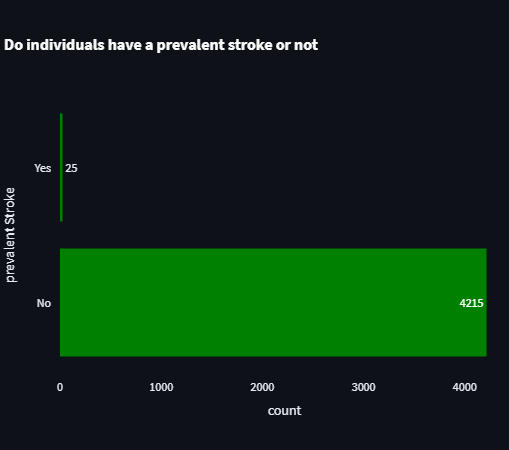 Do individuals have a prevalent stroke or not
prevalent Stroke
Yes
25
No
4215
0
1000
2000
3000
4000
count